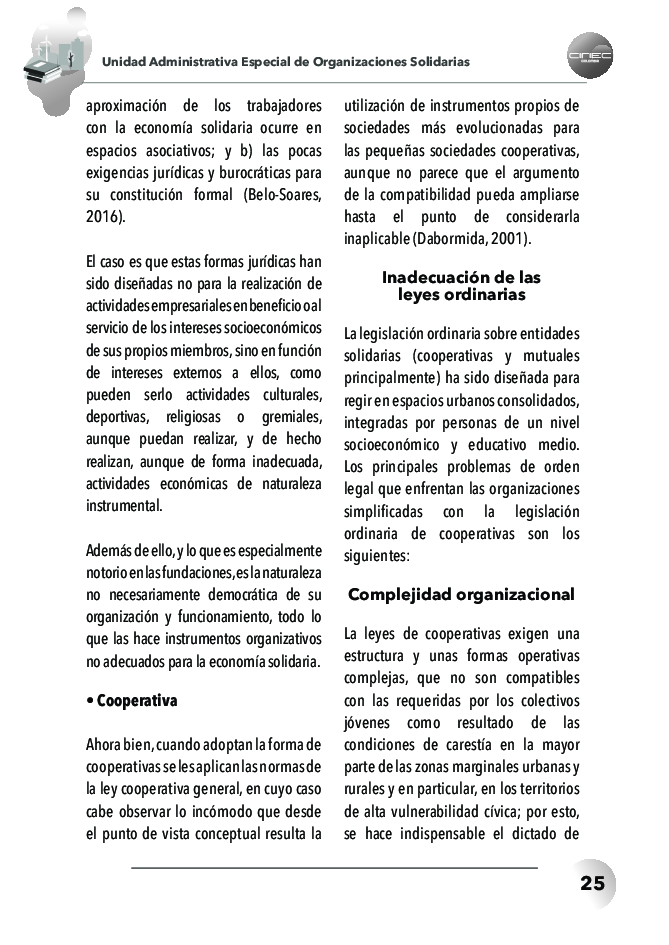 Unidad Administrativa Especial de Organizaciones Solidarias
CINEC
aproximación de los trabajadores
con la economía solidaria ocurre en
espacios asociativos; y b) las pocas
exigencias jurídicas y burocráticas para
su constitución formal (Belo-Soares,
2016).
El caso es que estas formas jurídicas han
sido diseñadas no para la realización de
actividades empresariales en beneficio o al
servicio de los intereses socioeconómicos
de sus propios miembros, sino en función
de intereses externos a ellos, como
pueden serlo actividades culturales,
deportivas, religiosas o gremiales,
aunque puedan realizar, y de hecho
realizan, aunque de forma inadecuada,
actividades económicas de naturaleza
instrumental.
Además de ello, y lo que es especialmente
notorio en las fundaciones, es la naturaleza
no necesariamente democrática de su
organización y funcionamiento, todo lo
que las hace instrumentos organizativos
no adecuados para la economía solidaria.
• Cooperativa
Ahora bien, cuando adoptan la forma de
cooperativas se les aplican las normas de
la ley cooperativa general, en cuyo caso
cabe observar lo incómodo que desde
el punto de vista conceptual resulta la
utilización de instrumentos propios de
sociedades más evolucionadas para
las pequeñas sociedades cooperativas,
aunque no parece que el argumento
de la compatibilidad pueda ampliarse
hasta el punto de considerarla
inaplicable (Dabormida, 2001).
Inadecuación de las
leyes ordinarias
La legislación ordinaria sobre entidades
solidarias (cooperativas y mutuales
principalmente) ha sido diseñada para
regir en espacios urbanos consolidados,
integradas por personas de un nivel
socioeconómico y educativo medio.
Los principales problemas de orden
legal que enfrentan las organizaciones
simplificadas con la legislación
ordinaria de cooperativas son los
siguientes:
Complejidad organizacional
La leyes de cooperativas exigen una
estructura y unas formas operativas
complejas, que no son compatibles
con las requeridas por los colectivos
jóvenes como resultado de las
condiciones de carestía en la mayor
parte de las zonas marginales urbanas y
rurales y en particular, en los territorios
de alta vulnerabilidad cívica; por esto,
se hace indispensable el dictado de
25